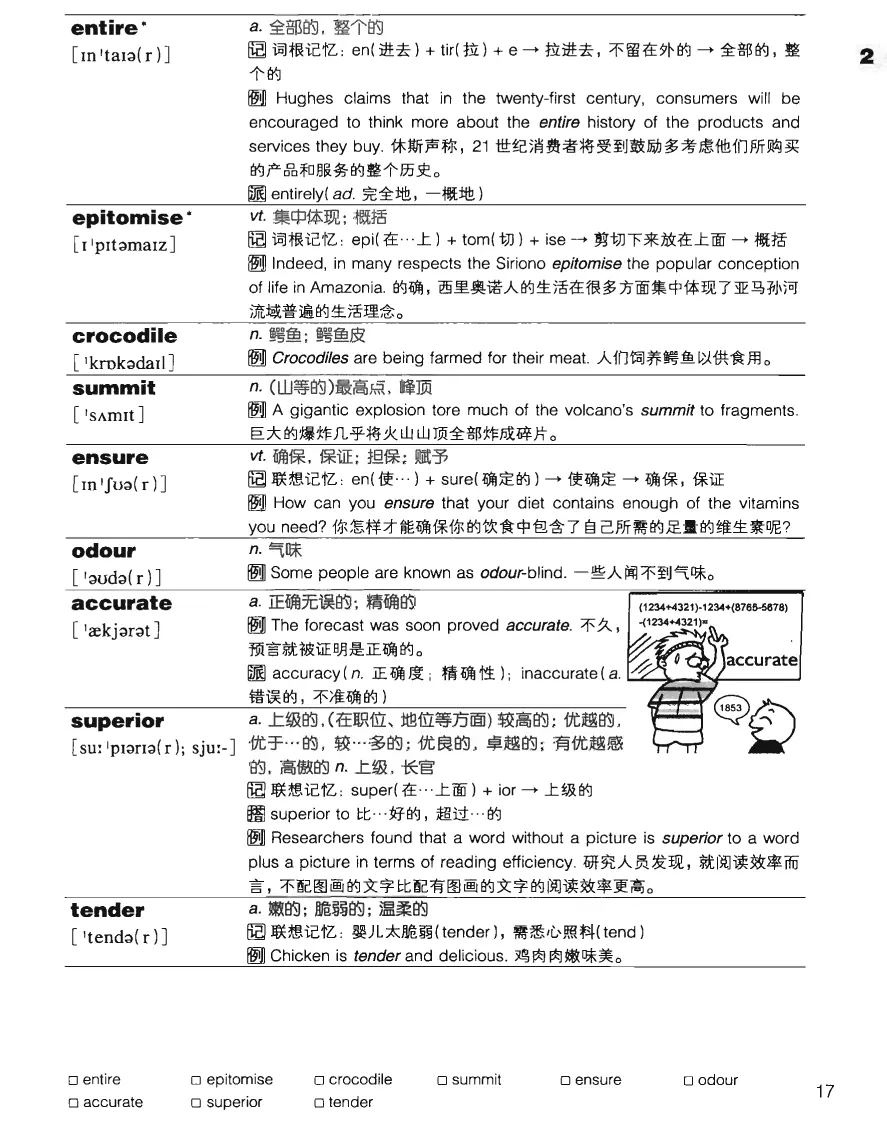 entire*
[ɪnˈtaɪə(r)]
a. 全部的，整个的
[记] 词根记忆：en(进去) + tir(拉) + e → 拉进去，不留在外的 → 全部的，整
个的
[例] Hughes claims that in the twenty-first century, consumers will be
encouraged to think more about the entire history of the products and
services they buy. 休斯声称，21 世纪消费者将受到鼓励多考虑他们所购买
的产品和服务的整个历史。
[派] entirely(ad. 完全地，一概地)
2
epitomise*
[ɪˈpɪtəmaɪz]
vt. 集中体现；概括
[记] 词根记忆：epi(在…上) + tom(切) + ise → 剪切下来放在上面 → 概括
[例] Indeed, in many respects the Siriono epitomise the popular conception
of life in Amazonia. 的确，西里奥诺人的生活在很多方面集中体现了亚马孙河
流域普遍的生活理念。
crocodile
[ˈkrɒkədaɪl]
n. 鳄鱼；鳄鱼皮
[例] Crocodiles are being farmed for their meat. 人们饲养鳄鱼以供食用。
summit
[ˈsʌmɪt]
n. (山等的)最高点，峰顶
[例] A gigantic explosion tore much of the volcano's summit to fragments.
巨大的爆炸几乎将火山山顶全部炸成碎片。
ensure
[ɪnˈʃʊə(r)]
vt. 确保，保证；担保；赋予
[记] 联想记忆：en(使…) + sure(确定的) → 使确定 → 确保，保证
[例] How can you ensure that your diet contains enough of the vitamins
you need? 你怎样才能确保你的饮食中包含了自己所需的足量的维生素呢?
odour
[ˈəʊdə(r)]
n. 气味
[例] Some people are known as odour-blind. 一些人闻不到气味。
accurate
[ˈækjərət]
a. 正确无误的；精确的
[例] The forecast was soon proved accurate. 不久，
预言就被证明是正确的。
[派] accuracy(n. 正确度；精确性)；inaccurate(a.
错误的，不准确的)
(1234+4321)-1234+(8765-5678)
-(1234+4321)=
accurate
1853
superior
[suːˈpɪərɪə(r); sjuː-]
a. 上级的，(在职位、地位等方面) 较高的；优越的，
优于…的，较…多的；优良的，卓越的；有优越感
的，高傲的 n. 上级，长官
[记] 联想记忆：super(在…上面) + ior → 上级的
[搭] superior to 比…好的，超过…的
[例] Researchers found that a word without a picture is superior to a word
plus a picture in terms of reading efficiency. 研究人员发现，就阅读效率而
言，不配图画的文字比配有图画的文字的阅读效率更高。
tender
[ˈtendə(r)]
a. 嫩的；脆弱的；温柔的
[记] 联想记忆：婴儿太脆弱(tender)，需悉心照料(tend)
[例] Chicken is tender and delicious. 鸡肉肉嫩味美。
□ entire □ epitomise □ crocodile □ summit □ ensure □ odour
□ accurate □ superior □ tender
17